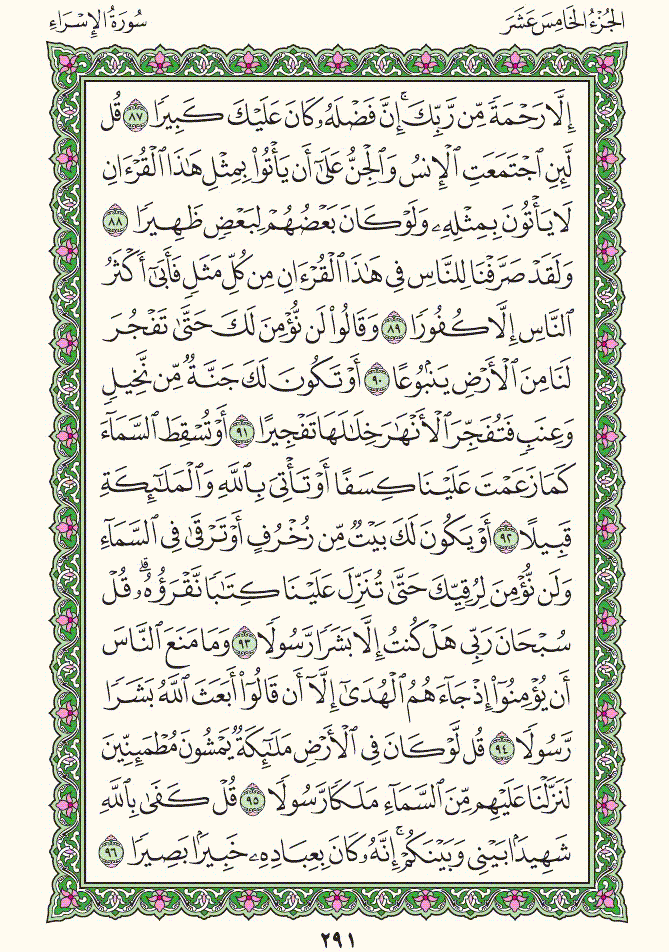 الجُزْءُ الخَامِسَ عَشَرَ
سُورَةُ الإِسْرَاءِ
إِلَّا رَحْمَةً مِّن رَّبِّكَۚ إِنَّ فَضْلَهُۥ كَانَ عَلَيْكَ كَبِيرًا ٨٧ قُل
لَّئِنِ ٱجْتَمَعَتِ ٱلْإِنسُ وَٱلْجِنُّ عَلَىٰٓ أَن يَأْتُوا۟ بِمِثْلِ هَٰذَا ٱلْقُرْءَانِ
لَا يَأْتُونَ بِمِثْلِهِۦ وَلَوْ كَانَ بَعْضُهُمْ لِبَعْضٍ ظَهِيرًا ٨٨
وَلَقَدْ صَرَّفْنَا لِلنَّاسِ فِى هَٰذَا ٱلْقُرْءَانِ مِن كُلِّ مَثَلٍ فَأَبَىٰٓ أَكْثَرُ
ٱلنَّاسِ إِلَّا كُفُورًا ٨٩ وَقَالُوا۟ لَن نُّؤْمِنَ لَكَ حَتَّىٰ تَفْجُرَ
لَنَا مِنَ ٱلْأَرْضِ يَنۢبُوعًا ٩٠ أَوْ تَكُونَ لَكَ جَنَّةٌ مِّن نَّخِيلٍ
وَعِنَبٍ فَتُفَجِّرَ ٱلْأَنْهَٰرَ خِلَٰلَهَا تَفْجِيرًا ٩١ أَوْ تُسْقِطَ ٱلسَّمَآءَ
كَمَا زَعَمْتَ عَلَيْنَا كِسَفًا أَوْ تَأْتِىَ بِٱللَّهِ وَٱلْمَلَٰٓئِكَةِ
قَبِيلًا ٩٢ أَوْ يَكُونَ لَكَ بَيْتٌ مِّن زُخْرُفٍ أَوْ تَرْقَىٰ فِى ٱلسَّمَآءِ
وَلَن نُّؤْمِنَ لِرُقِيِّكَ حَتَّىٰ تُنَزِّلَ عَلَيْنَا كِتَٰبًا نَّقْرَؤُهُۥۗ قُلْ
سُبْحَانَ رَبِّى هَلْ كُنتُ إِلَّا بَشَرًا رَّسُولًا ٩٣ وَمَا مَنَعَ ٱلنَّاسَ
أَن يُؤْمِنُوٓا۟ إِذْ جَآءَهُمُ ٱلْهُدَىٰٓ إِلَّآ أَن قَالُوٓا۟ أَبَعَثَ ٱللَّهُ بَشَرًا
رَّسُولًا ٩٤ قُل لَّوْ كَانَ فِى ٱلْأَرْضِ مَلَٰٓئِكَةٌ يَمْشُونَ مُطْمَئِنِّينَ
لَنَزَّلْنَا عَلَيْهِم مِّنَ ٱلسَّمَآءِ مَلَكًا رَّسُولًا ٩٥ قُلْ كَفَىٰ بِٱللَّهِ
شَهِيدًۢا بَيْنِى وَبَيْنَكُمْۚ إِنَّهُۥ كَانَ بِعِبَادِهِۦ خَبِيرًۢا بَصِيرًا ٩٦
٢٩١